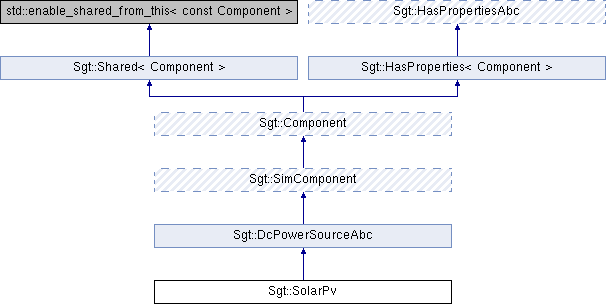 std::enable_shared_from_this< const Component >
Sgt::HasPropertiesAbc
Sgt::Shared< Component >
Sgt::HasProperties< Component >
Sgt::Component
Sgt::SimComponent
Sgt::DcPowerSourceAbc
Sgt::SolarPv